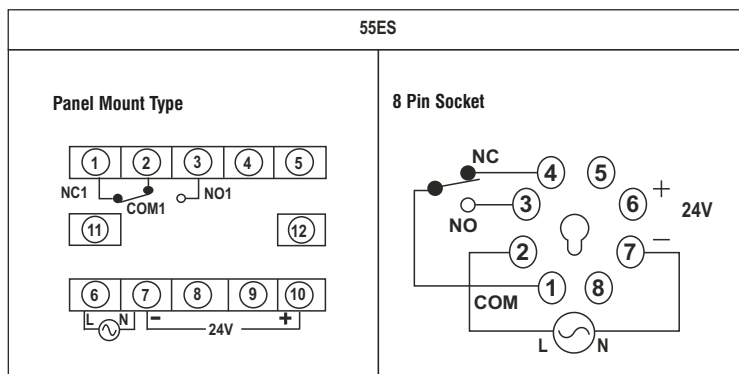 55ES
Panel Mount Type
1 2 3 4 5
NC1 COM1 NO1
11 12
6 7 8 9 10
L N − 24V +
8 Pin Socket
NC
4 5
3 6 + 24V
NO
2 7 −
1 8
COM
L N